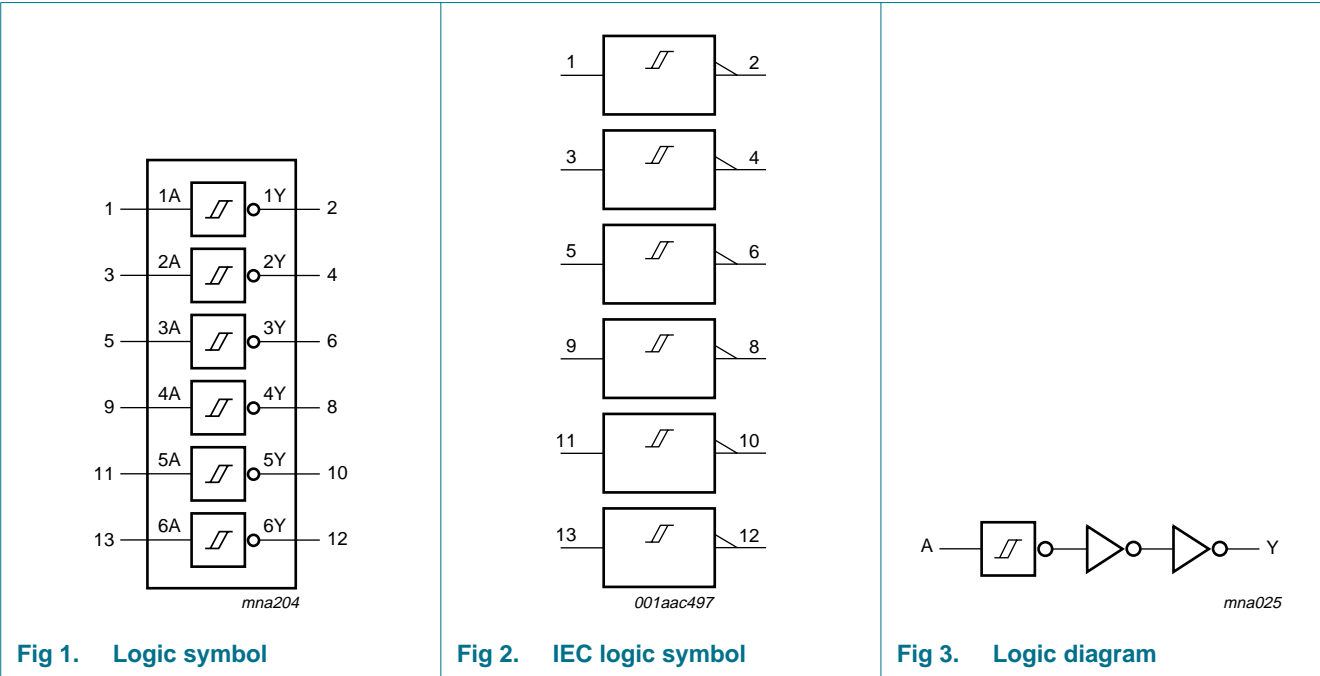 1 1A 1Y 2
3 2A 2Y 4
5 3A 3Y 6
9 4A 4Y 8
11 5A 5Y 10
13 6A 6Y 12
mna204
Fig 1. Logic symbol
1 2
3 4
5 6
9 8
11 10
13 12
001aac497
Fig 2. IEC logic symbol
A Y
mna025
Fig 3. Logic diagram